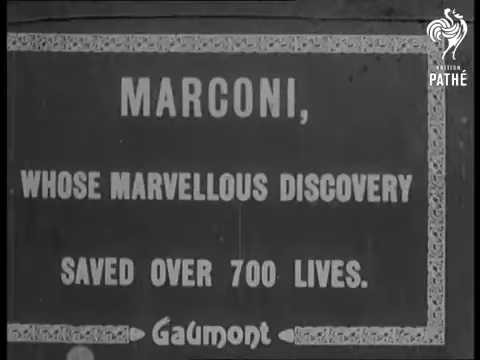 BRITISH
PATHÉ
MARCONI,
WHOSE MARVELLOUS DISCOVERY
SAVED OVER 700 LIVES.
Gaumont